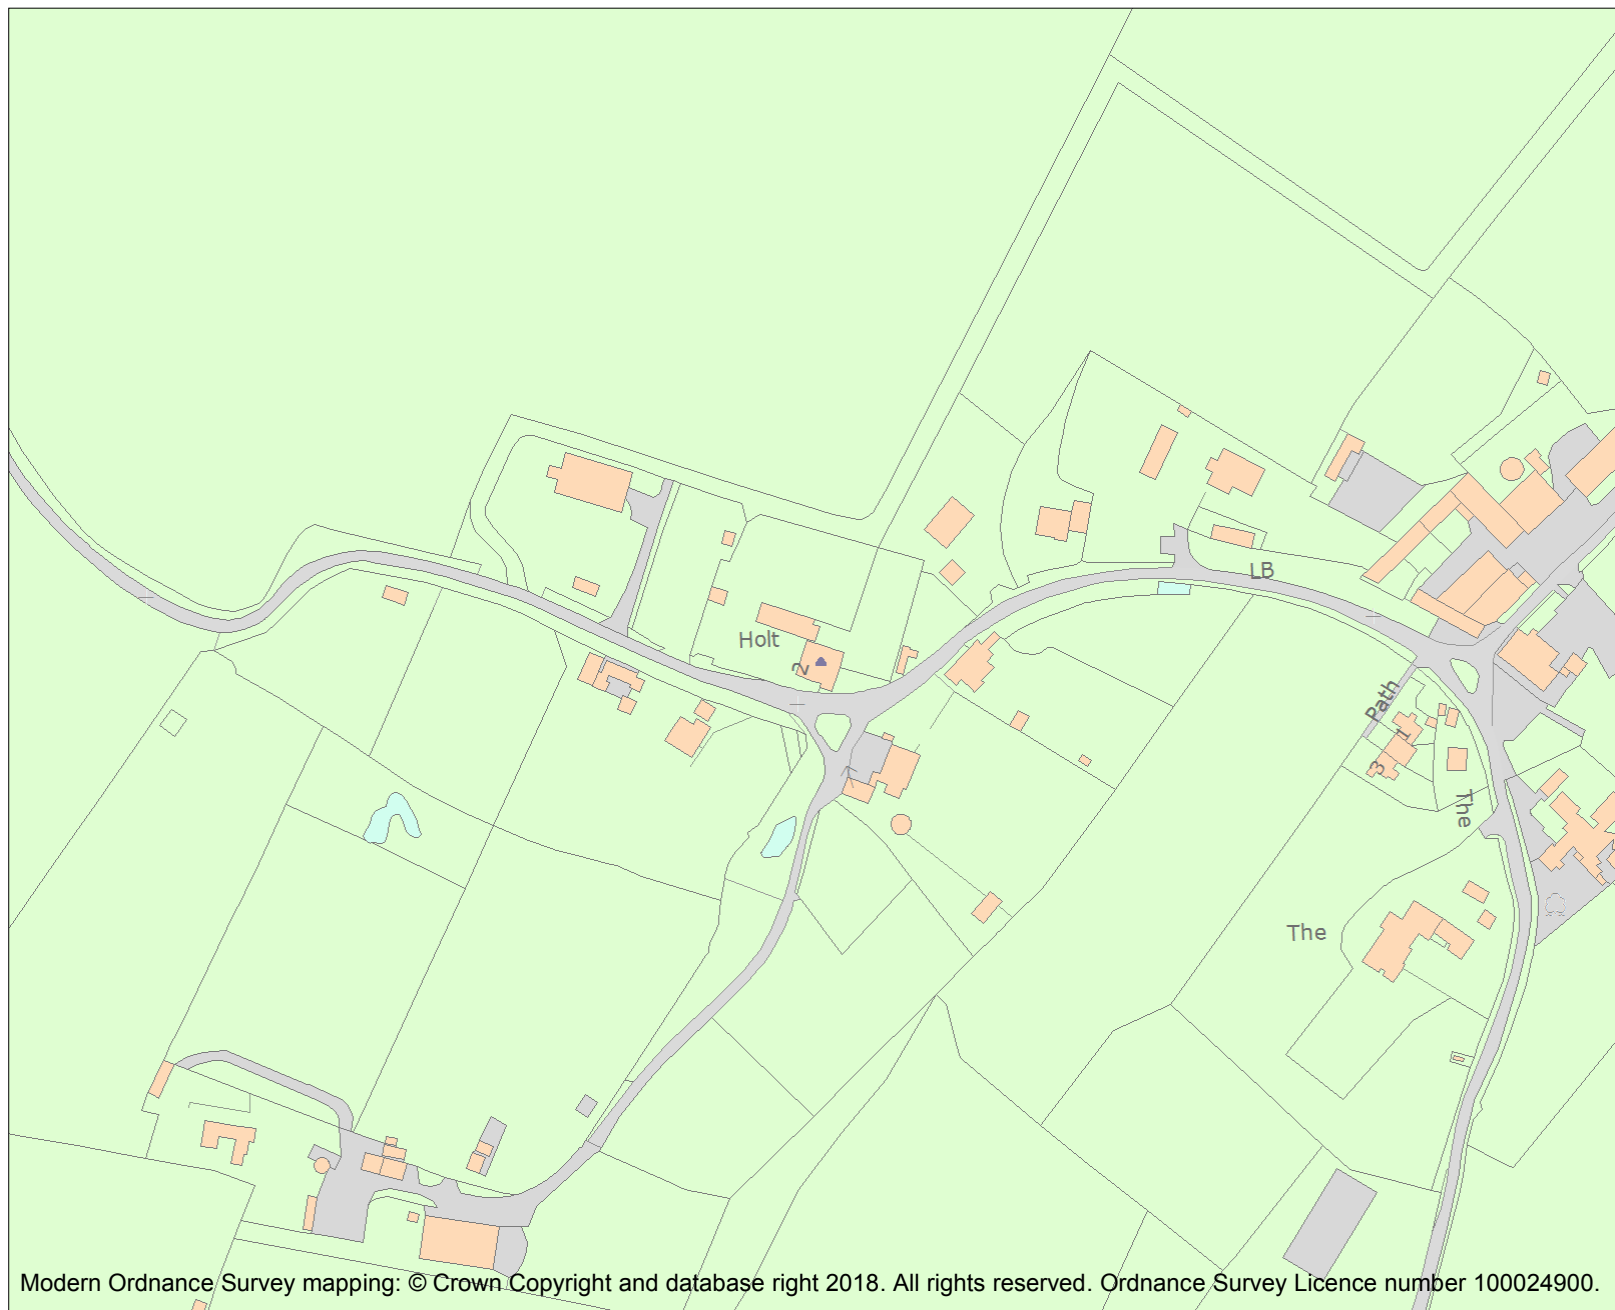 LB
Holt
2
Path
1
3
The
The
Modern Ordnance Survey mapping: © Crown Copyright and database right 2018. All rights reserved. Ordnance Survey Licence number 100024900.